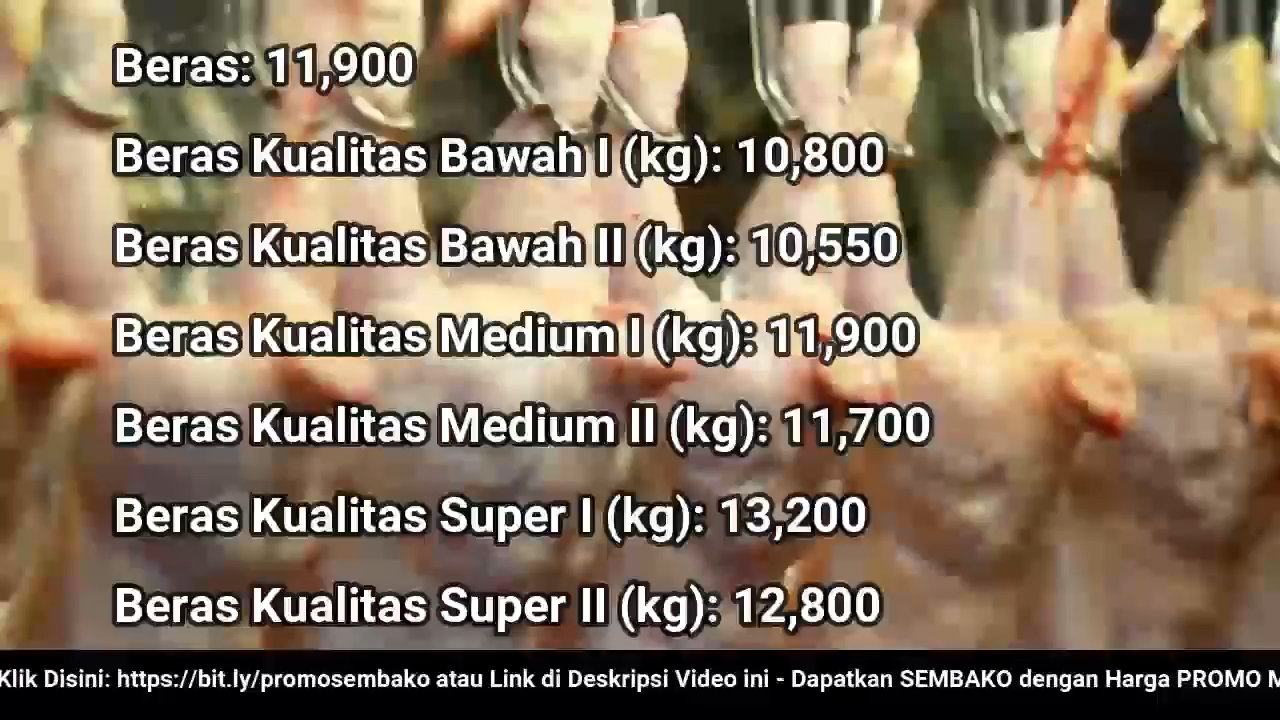 Beras: 11,900
Beras Kualitas Bawah I (kg): 10,800
Beras Kualitas Bawah II (kg): 10,550
Beras Kualitas Medium I (kg): 11,900
Beras Kualitas Medium II (kg): 11,700
Beras Kualitas Super I (kg): 13,200
Beras Kualitas Super II (kg): 12,800
Klik Disini: https://bit.ly/promosembako atau Link di Deskripsi Video ini - Dapatkan SEMBAKO dengan Harga PROMO